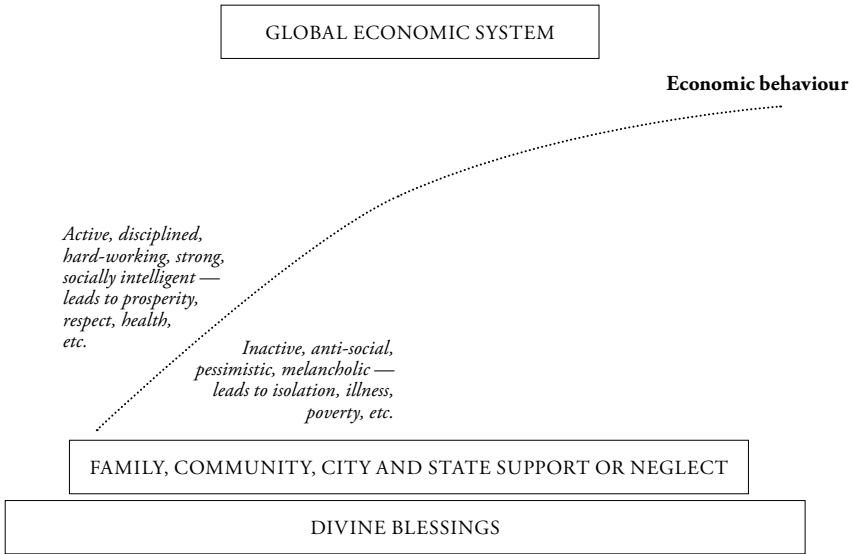 GLOBAL ECONOMIC SYSTEM
Economic behaviour
Active, disciplined,
hard-working, strong,
socially intelligent —
leads to prosperity,
respect, health,
etc.
Inactive, anti-social,
pessimistic, melancholic —
leads to isolation, illness,
poverty, etc.
FAMILY, COMMUNITY, CITY AND STATE SUPPORT OR NEGLECT
DIVINE BLESSINGS